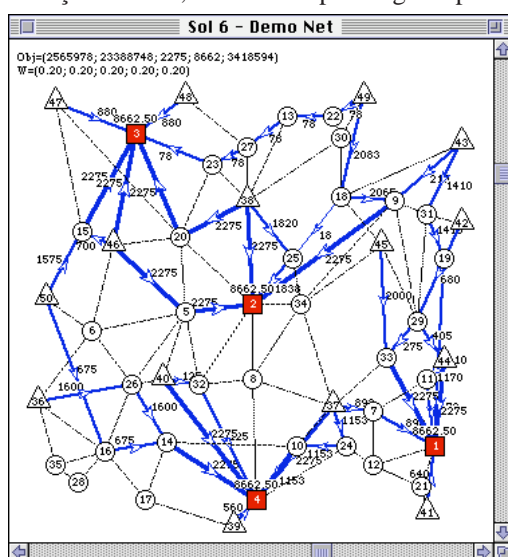 Sol 6 - Demo Net
Obj=(2565978; 23388748; 2275; 8662; 3418594)
W=(0.20; 0.20; 0.20; 0.20; 0.20)
47 880 8662.50 880 48 49
3 78 27 78 13 78 22 78
30 43
2275 2275 2275 78 23 2083
38 18 2065 9 1410
15 700 46 20 2275 1820 31 42
2275 18 45 1410
1575 25 2275 19
50 2275 8662.50 1838 680
5 2275 2 34 2000
6 29 405
675 275 44
33 10
40 32 8 11 1170
36 1600 26 2275 2275
1600 2275 37 7 8662.50
14 1153 1
16 675 2275 10 1153 24
35 2275 1153 12 640
28 8662.50 21
17 560 4
39 41